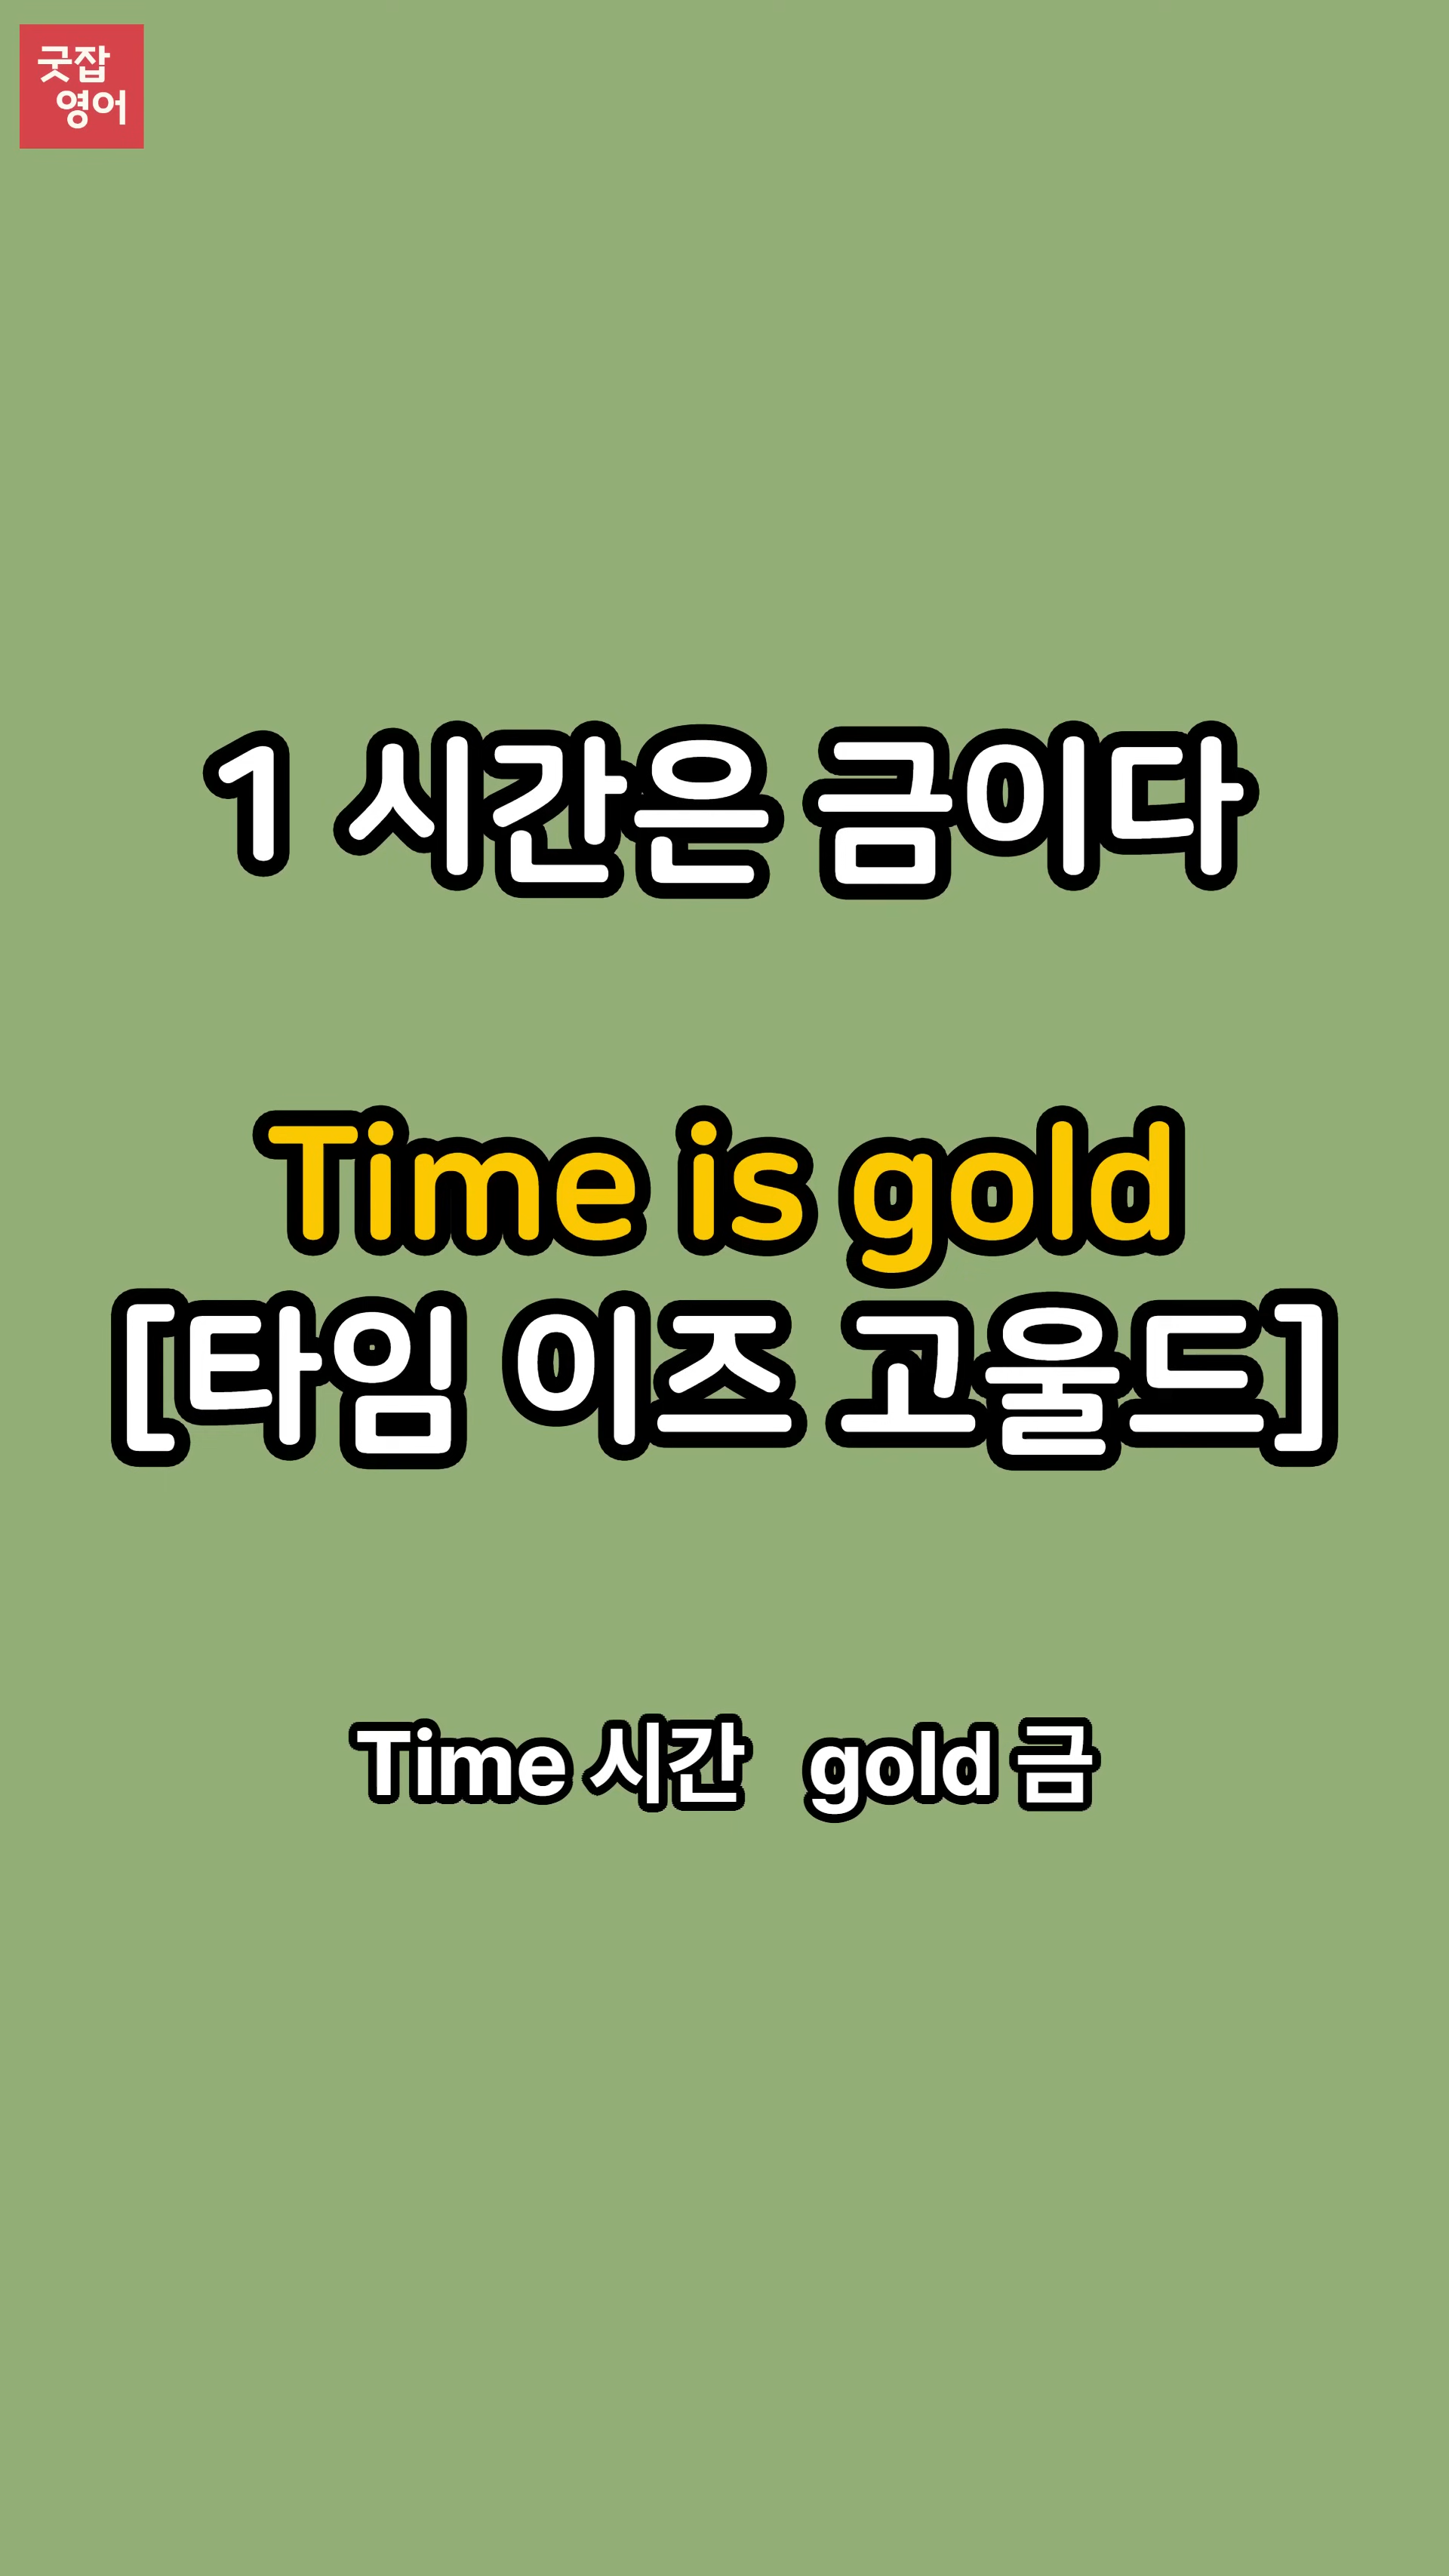 굿잡
영어
1 시간은 금이다
Time is gold
[타임 이즈 고울드]
Time 시간 gold 금